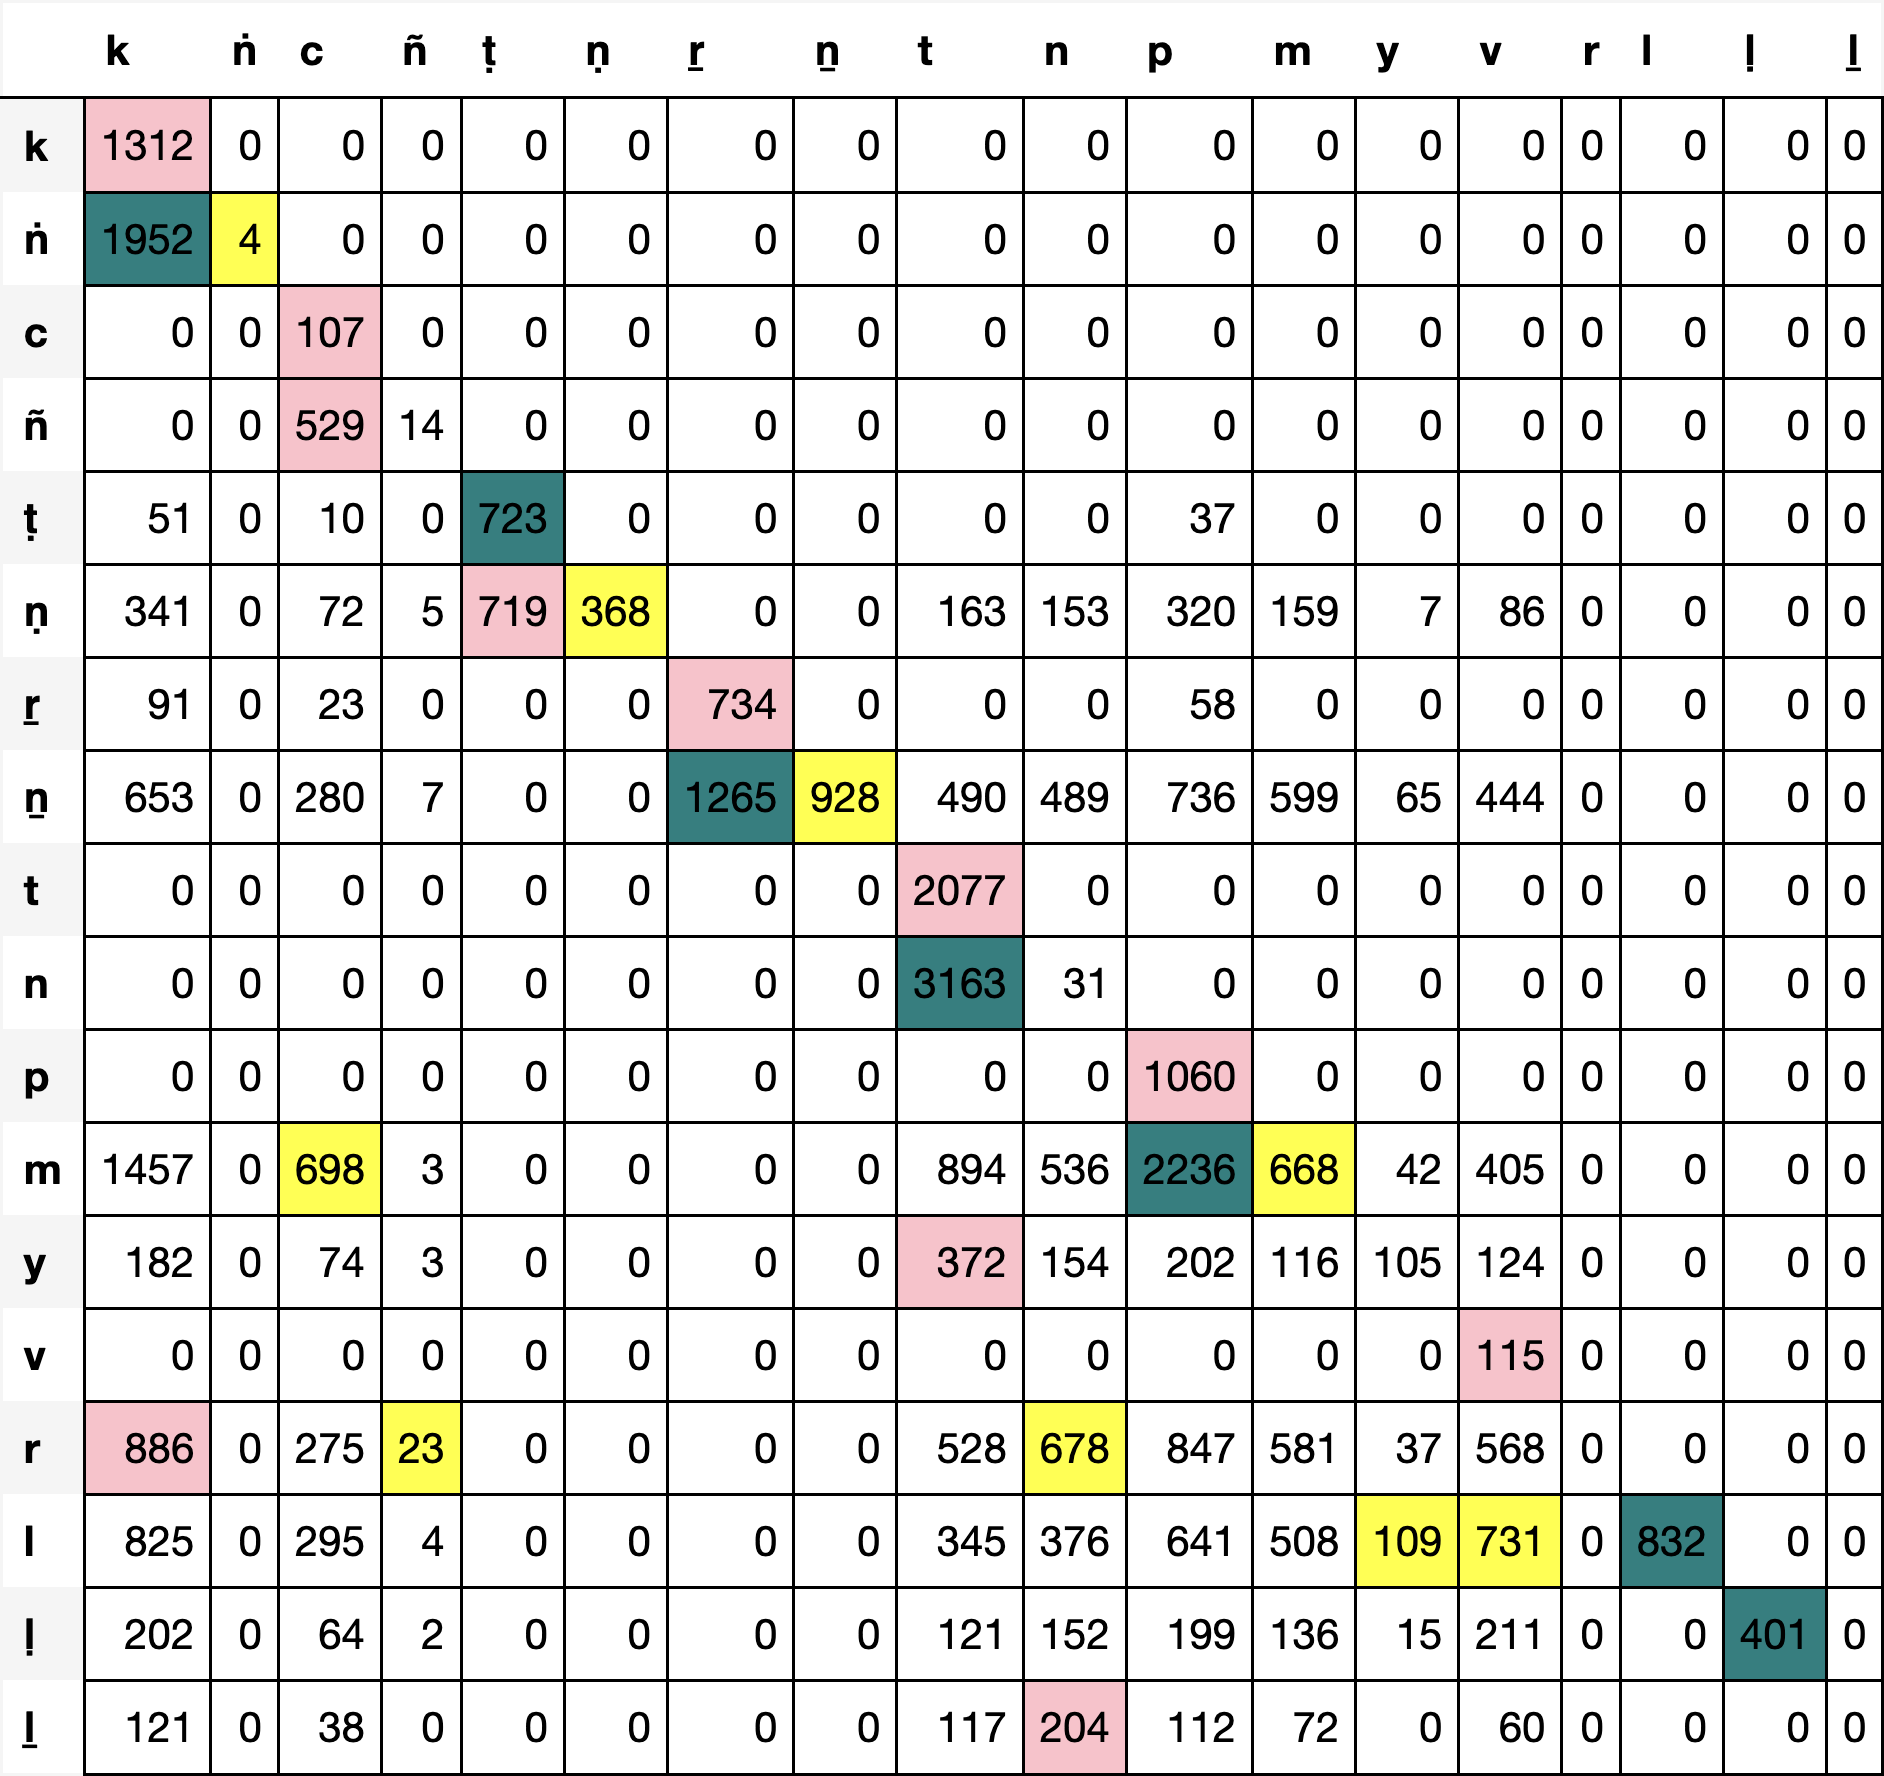 k ṅ c ñ ṭ ṇ ṟ ṉ t n p m y v r l ḷ ḻ
k 1312 0 0 0 0 0 0 0 0 0 0 0 0 0 0 0 0 0
ṅ 1952 4 0 0 0 0 0 0 0 0 0 0 0 0 0 0 0 0
c 0 0 107 0 0 0 0 0 0 0 0 0 0 0 0 0 0 0
ñ 0 0 529 14 0 0 0 0 0 0 0 0 0 0 0 0 0 0
ṭ 51 0 10 0 723 0 0 0 0 0 37 0 0 0 0 0 0 0
ṇ 341 0 72 5 719 368 0 0 163 153 320 159 7 86 0 0 0 0
ṟ 91 0 23 0 0 0 734 0 0 0 58 0 0 0 0 0 0 0
ṉ 653 0 280 7 0 0 1265 928 490 489 736 599 65 444 0 0 0 0
t 0 0 0 0 0 0 0 0 2077 0 0 0 0 0 0 0 0 0
n 0 0 0 0 0 0 0 0 3163 31 0 0 0 0 0 0 0 0
p 0 0 0 0 0 0 0 0 0 0 1060 0 0 0 0 0 0 0
m 1457 0 698 3 0 0 0 0 894 536 2236 668 42 405 0 0 0 0
y 182 0 74 3 0 0 0 0 372 154 202 116 105 124 0 0 0 0
v 0 0 0 0 0 0 0 0 0 0 0 0 0 115 0 0 0 0
r 886 0 275 23 0 0 0 0 528 678 847 581 37 568 0 0 0 0
l 825 0 295 4 0 0 0 0 345 376 641 508 109 731 0 832 0 0
ḷ 202 0 64 2 0 0 0 0 121 152 199 136 15 211 0 0 401 0
ḻ 121 0 38 0 0 0 0 0 117 204 112 72 0 60 0 0 0 0